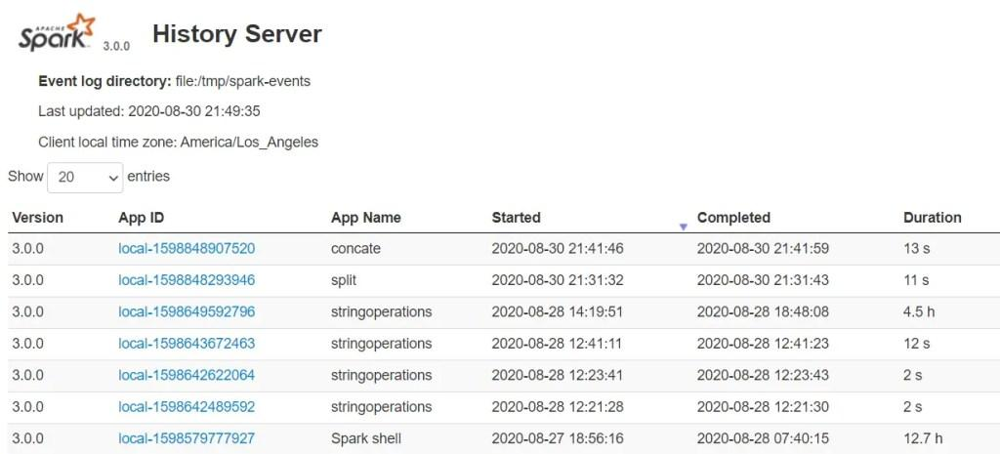 APACHE
Spark 3.0.0 History Server
Event log directory: file:/tmp/spark-events
Last updated: 2020-08-30 21:49:35
Client local time zone: America/Los_Angeles
Show 20 entries
Version App ID App Name Started Completed Duration
3.0.0 local-1598848907520 concate 2020-08-30 21:41:46 2020-08-30 21:41:59 13 s
3.0.0 local-1598848293946 split 2020-08-30 21:31:32 2020-08-30 21:31:43 11 s
3.0.0 local-1598649592796 stringoperations 2020-08-28 14:19:51 2020-08-28 18:48:08 4.5 h
3.0.0 local-1598643672463 stringoperations 2020-08-28 12:41:11 2020-08-28 12:41:23 12 s
3.0.0 local-1598642622064 stringoperations 2020-08-28 12:23:41 2020-08-28 12:23:43 2 s
3.0.0 local-1598642489592 stringoperations 2020-08-28 12:21:28 2020-08-28 12:21:30 2 s
3.0.0 local-1598579777927 Spark shell 2020-08-27 18:56:16 2020-08-28 07:40:15 12.7 h